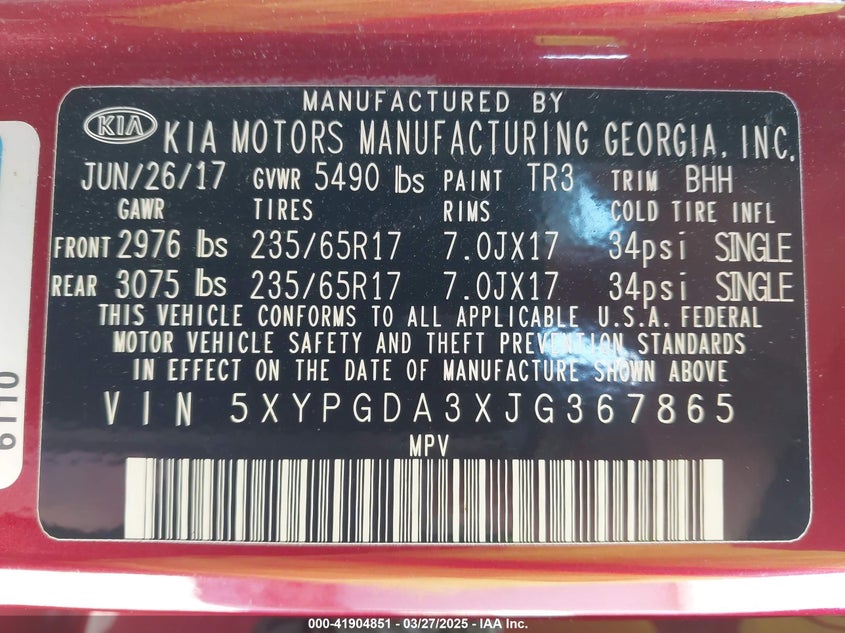 MANUFACTURED BY
KIA KIA MOTORS MANUFACTURING GEORGIA, INC.
JUN/26/17 GVWR 5490 lbs PAINT TR3 TRIM BHH
GAWR TIRES RIMS COLD TIRE INFL
FRONT 2976 lbs 235/65R17 7.0JX17 34psi SINGLE
REAR 3075 lbs 235/65R17 7.0JX17 34psi SINGLE
THIS VEHICLE CONFORMS TO ALL APPLICABLE U.S.A. FEDERAL
MOTOR VEHICLE SAFETY AND THEFT PREVENTION STANDARDS
IN EFFECT ON THE DATE OF MANUFACTURE SHOWN ABOVE
VIN 5XYPGDA3XJG367865
MPV
000-41904851 — 03/27/2025 — IAA Inc.